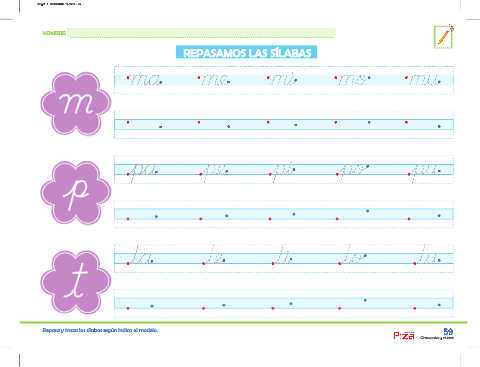 NOMBRE:
REPASAMOS LAS SÍLABAS
m
ma me mi mo mu
p
pa pe pi po pu
t
ta te ti to tu
Repasa y traza las sílabas según indica el modelo.
Piza
59